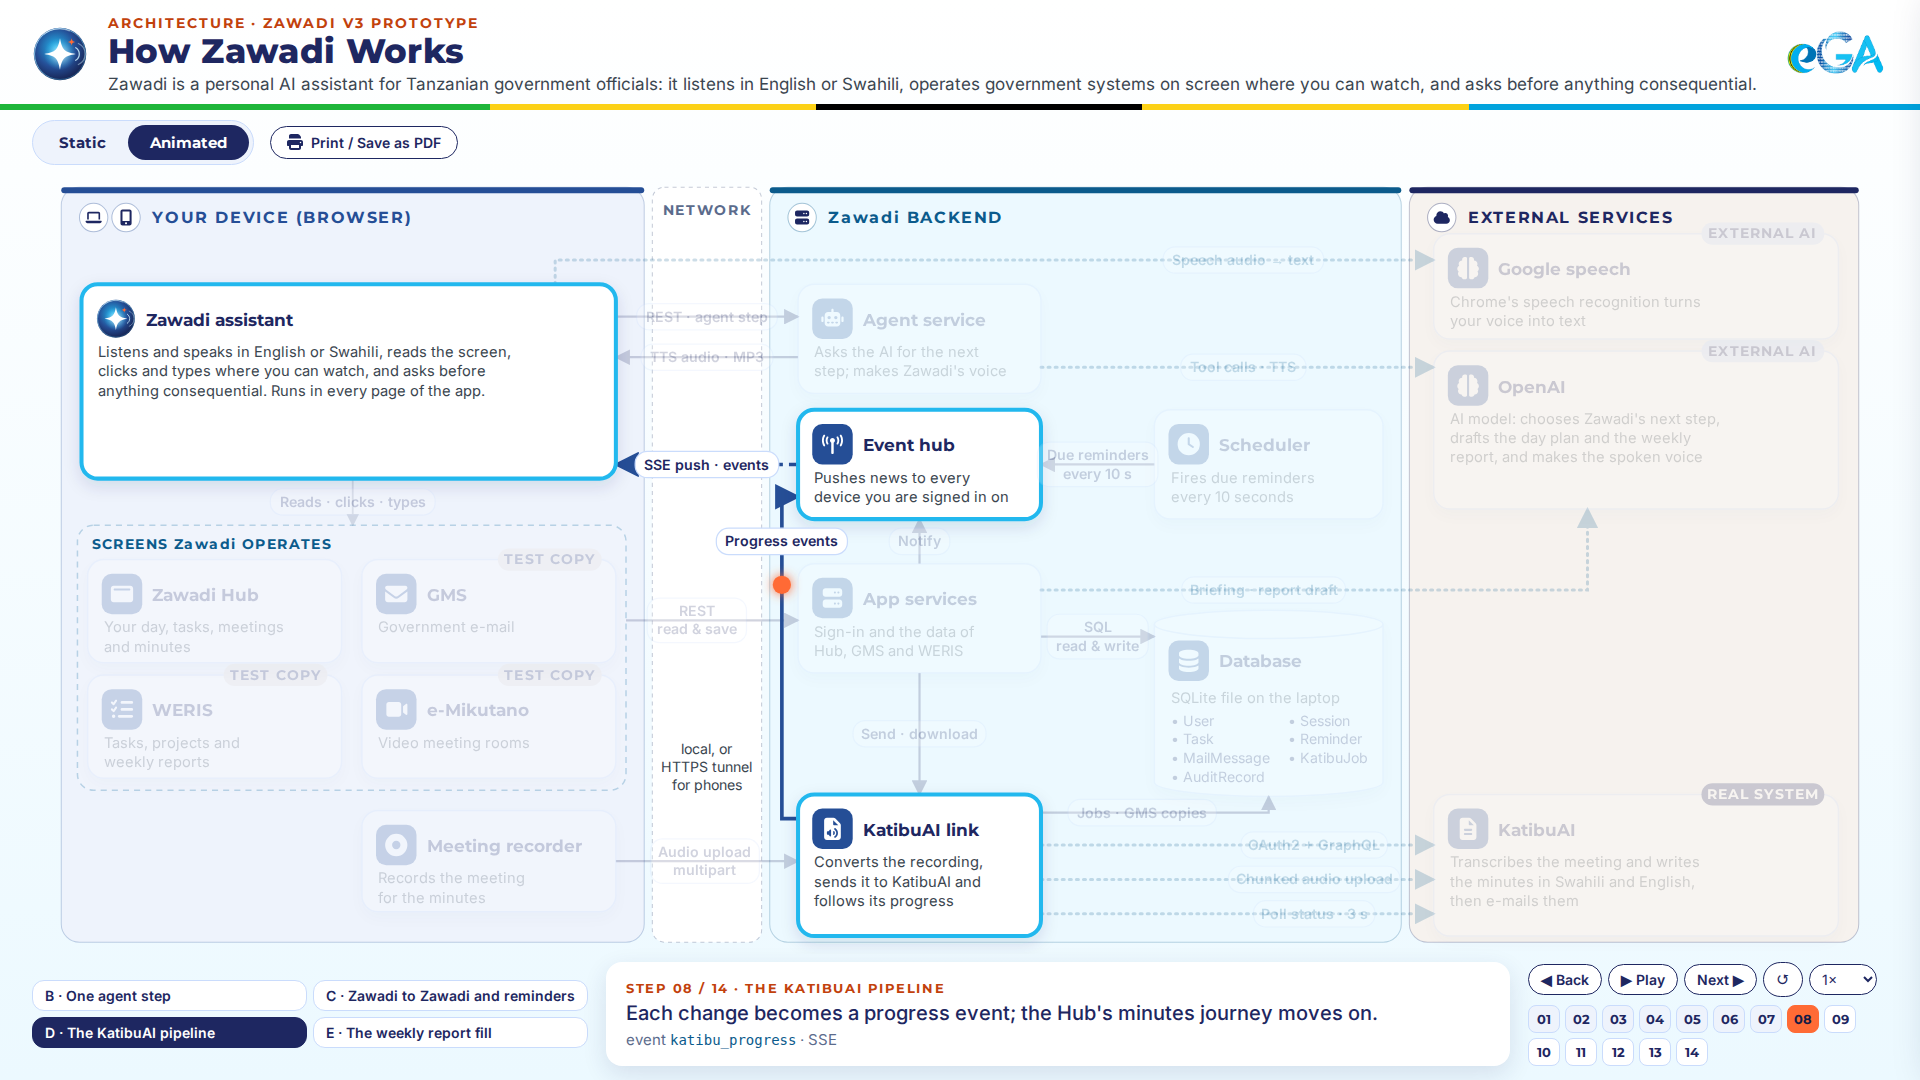 ARCHITECTURE · ZAWADI V3 PROTOTYPE
How Zawadi Works
Zawadi is a personal AI assistant for Tanzanian government officials: it listens in English or Swahili, operates government systems on screen where you can watch, and asks before anything consequential.
eGA
Static
Animated
Print / Save as PDF
YOUR DEVICE (BROWSER)
NETWORK
Zawadi BACKEND
EXTERNAL SERVICES
EXTERNAL AI
Speech audio → text
Google speech
Chrome's speech recognition turns
your voice into text
Zawadi assistant
Listens and speaks in English or Swahili, reads the screen,
clicks and types where you can watch, and asks before
anything consequential. Runs in every page of the app.
REST · agent step
TTS audio · MP3
Agent service
Asks the AI for the next
step; makes Zawadi's voice
Tool calls · TTS
EXTERNAL AI
OpenAI
AI model: chooses Zawadi's next step,
drafts the day plan and the weekly
report, and makes the spoken voice
SSE push · events
Event hub
Pushes news to every
device you are signed in on
Due reminders
every 10 s
Scheduler
Fires due reminders
every 10 seconds
Reads · clicks · types
Progress events
Notify
SCREENS Zawadi OPERATES
Zawadi Hub
Your day, tasks, meetings
and minutes
TEST COPY
GMS
Government e-mail
TEST COPY
WERIS
Tasks, projects and
weekly reports
TEST COPY
e-Mikutano
Video meeting rooms
REST
read & save
App services
Sign-in and the data of
Hub, GMS and WERIS
Briefing · report draft
SQL
read & write
Database
SQLite file on the laptop
• User
• Task
• MailMessage
• AuditRecord
• Session
• Reminder
• KatibuJob
local, or
HTTPS tunnel
for phones
Send · download
Meeting recorder
Records the meeting
for the minutes
Audio upload
multipart
KatibuAI link
Converts the recording,
sends it to KatibuAI and
follows its progress
Jobs · GMS copies
OAuth2 + GraphQL
Chunked audio upload
Poll status · 3 s
REAL SYSTEM
KatibuAI
Transcribes the meeting and writes
the minutes in Swahili and English,
then e-mails them
B · One agent step
C · Zawadi to Zawadi and reminders
D · The KatibuAI pipeline
E · The weekly report fill
STEP 08 / 14 · THE KATIBUAI PIPELINE
Each change becomes a progress event; the Hub's minutes journey moves on.
event katibu_progress · SSE
◀ Back
▶ Play
Next ▶
↺
1×
01 02 03 04 05 06 07 08 09
10 11 12 13 14